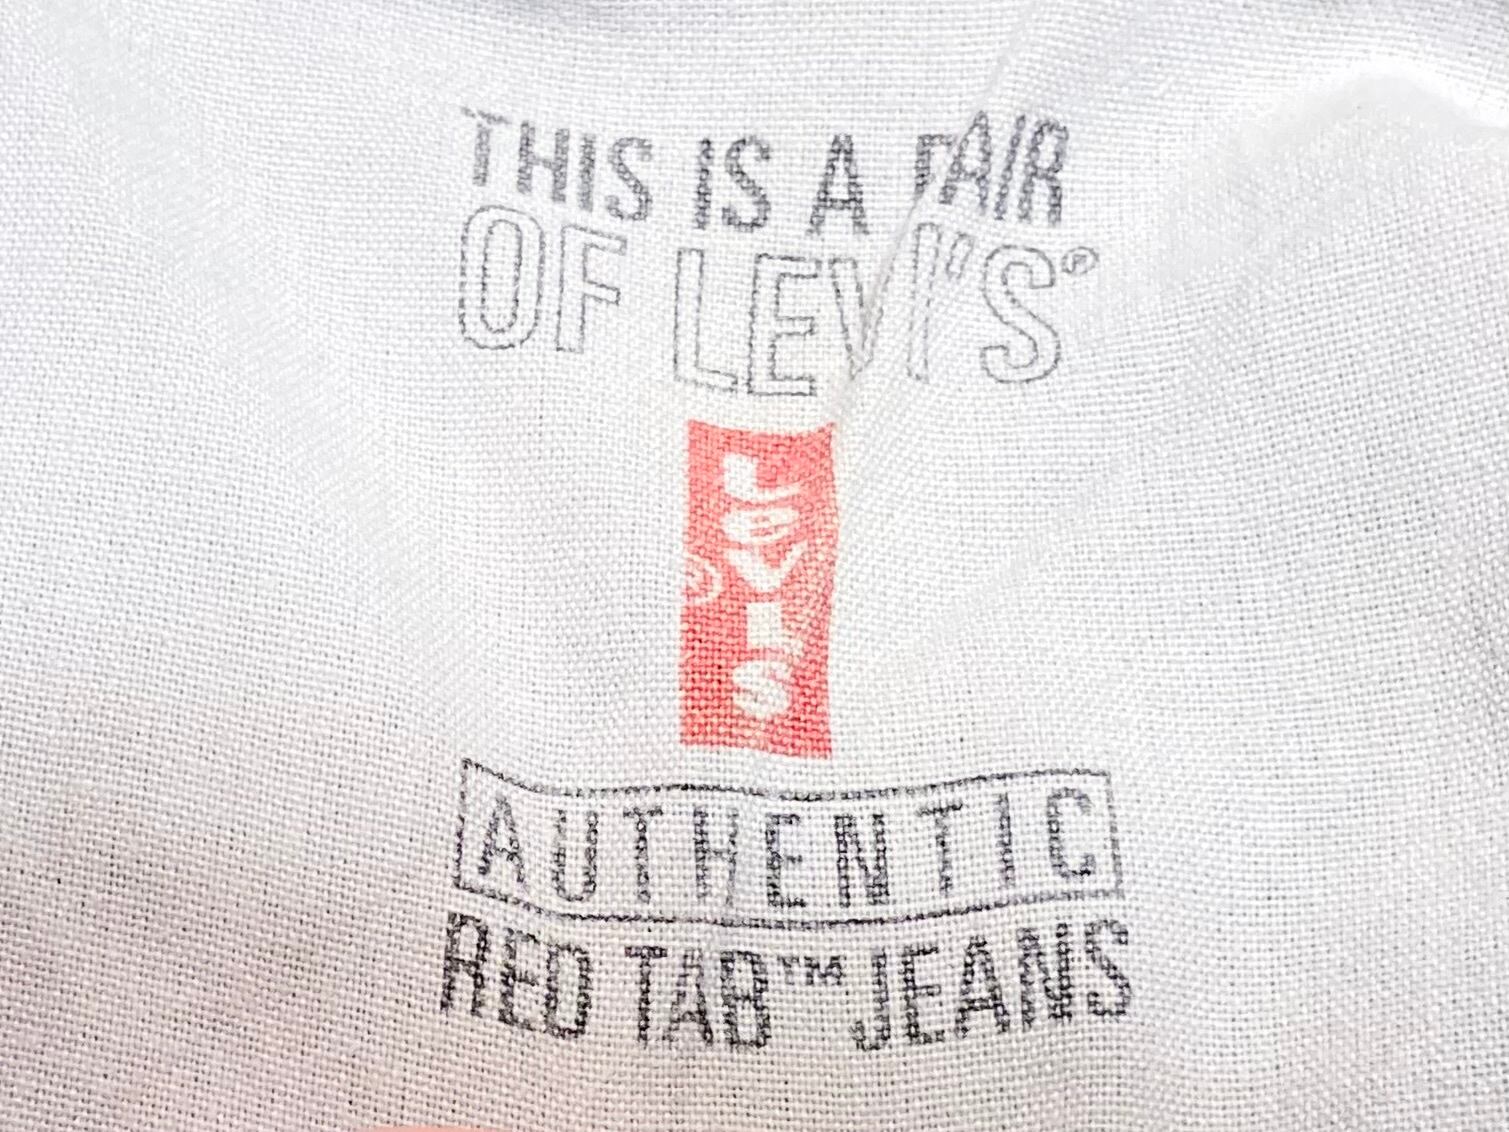 THIS IS A PAIR
OF LEVI'S®
LEVI'S
®
AUTHENTIC
RED TAB™ JEANS